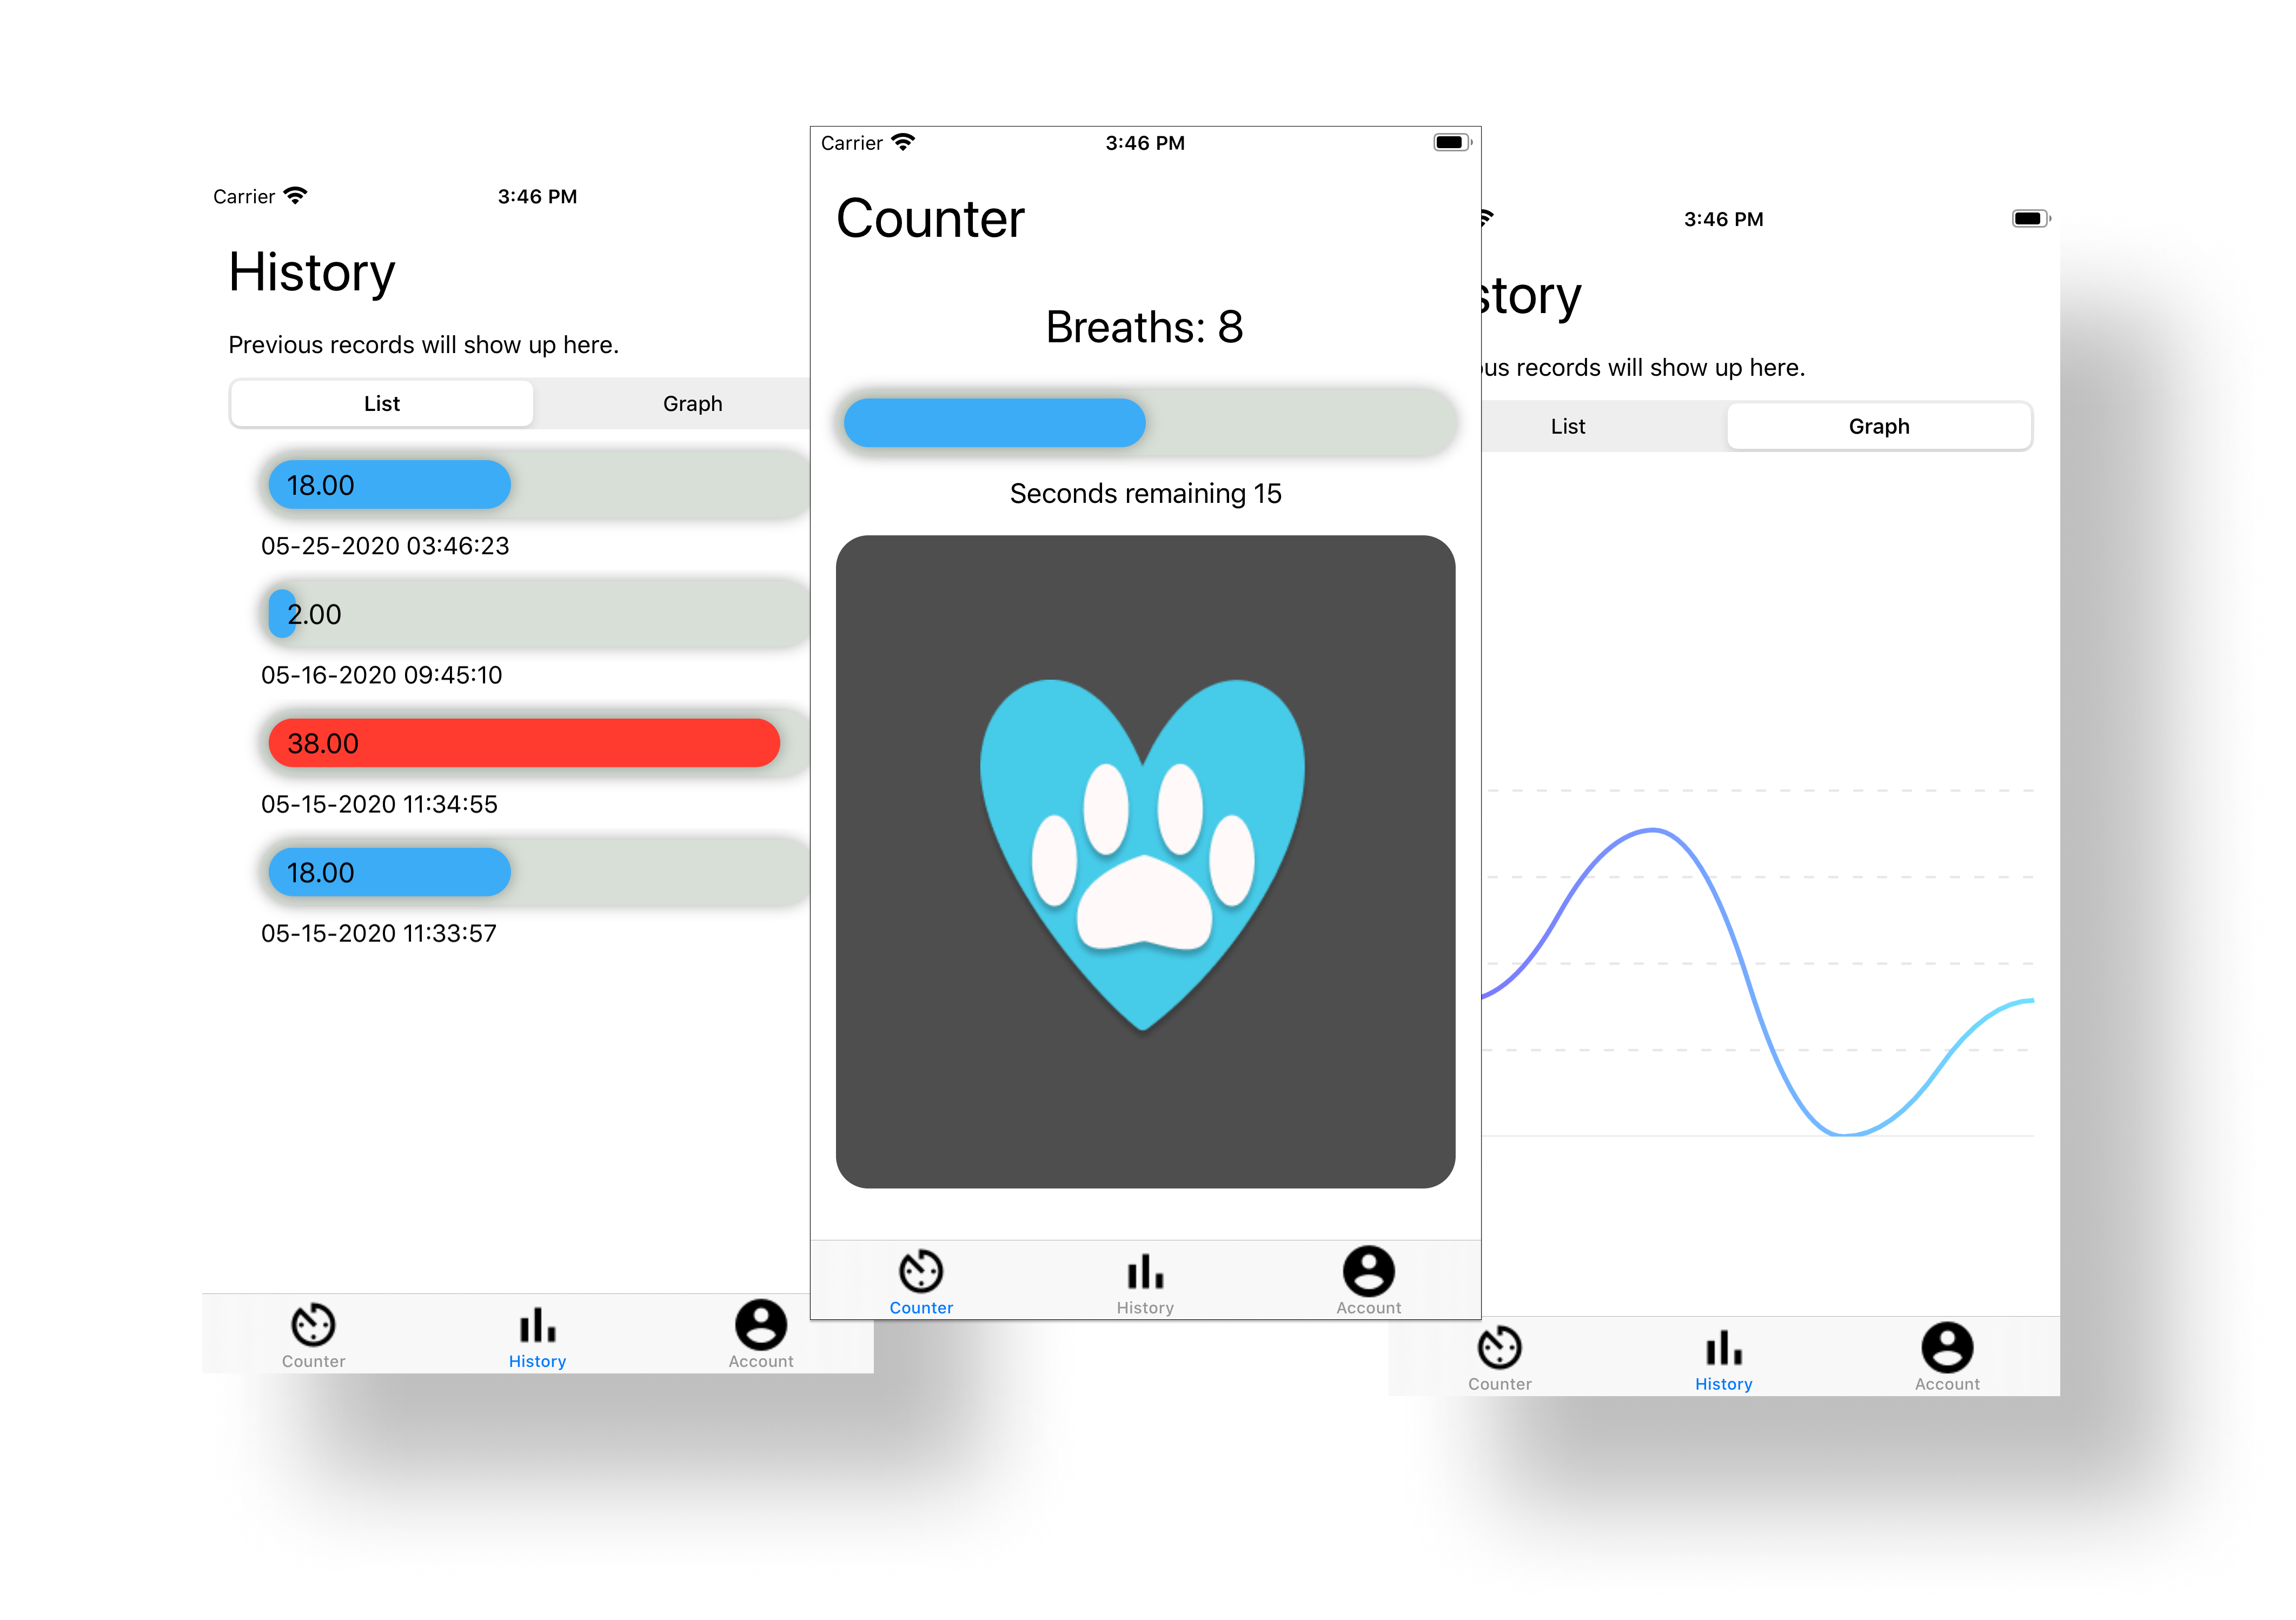 Carrier 3:46 PM
History
Previous records will show up here.
List Graph
18.00
05-25-2020 03:46:23
2.00
05-16-2020 09:45:10
38.00
05-15-2020 11:34:55
18.00
05-15-2020 11:33:57
Counter History Account
Carrier 3:46 PM
Counter
Breaths: 8
Seconds remaining 15
Counter History Account
3:46 PM
story
us records will show up here.
List Graph
Counter History Account